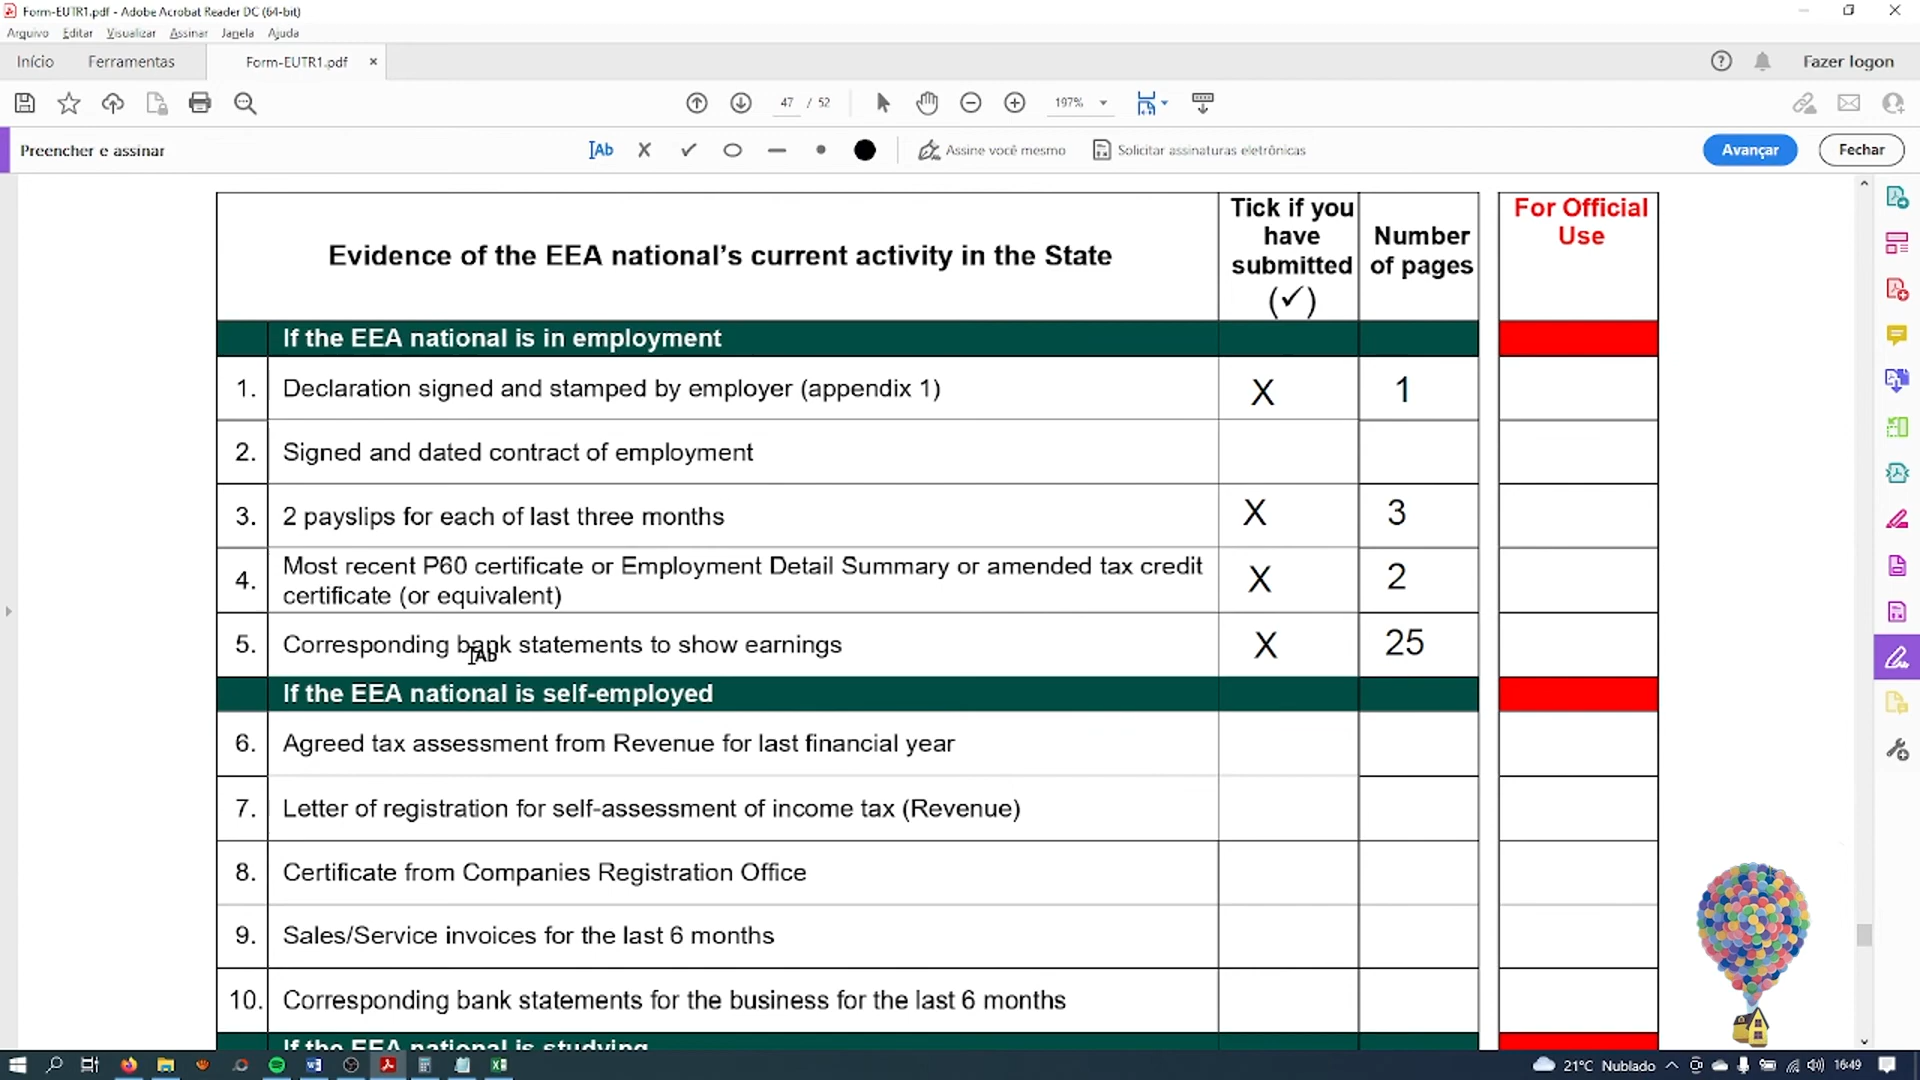 Form-EUTR1.pdf - Adobe Acrobat Reader DC (64-bit)
Arquivo Editar Visualizar Assinar Janela Ajuda
Início Ferramentas Form-EUTR1.pdf × Fazer logon
47 / 52 197%
Preencher e assinar Ab Assine você mesmo Solicitar assinaturas eletrônicas Avançar Fechar
Evidence of the EEA national's current activity in the State
Tick if you
have
submitted
(✓)
Number
of pages
For Official
Use
If the EEA national is in employment
1. Declaration signed and stamped by employer (appendix 1) X 1
2. Signed and dated contract of employment
3. 2 payslips for each of last three months X 3
4. Most recent P60 certificate or Employment Detail Summary or amended tax credit
certificate (or equivalent) X 2
5. Corresponding bank statements to show earnings X 25
Ab
If the EEA national is self-employed
6. Agreed tax assessment from Revenue for last financial year
7. Letter of registration for self-assessment of income tax (Revenue)
8. Certificate from Companies Registration Office
9. Sales/Service invoices for the last 6 months
10. Corresponding bank statements for the business for the last 6 months
If the EEA national is studying
21°C Nublado 16:49